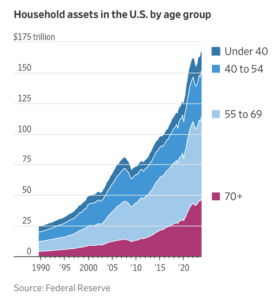 Household assets in the U.S. by age group
$175 trillion
Under 40
150
40 to 54
125
55 to 69
100
75
50
70+
25
0
1990 '95 2000 '05 '10 '15 '20
Source: Federal Reserve